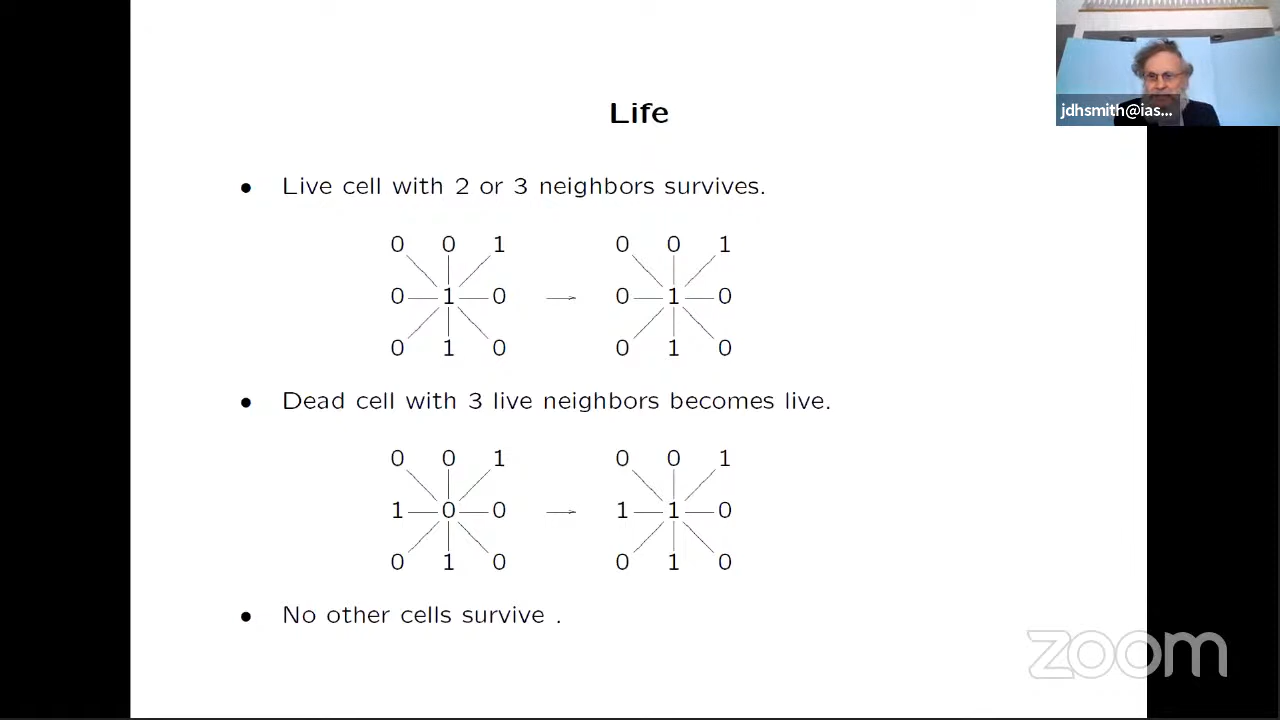 Life
jdhsmith@ias...
• Live cell with 2 or 3 neighbors survives.
0 0 1 0 0 1
0 1 0 → 0 1 0
0 1 0 0 1 0
• Dead cell with 3 live neighbors becomes live.
0 0 1 0 0 1
1 0 0 → 1 1 0
0 1 0 0 1 0
• No other cells survive .
zoom